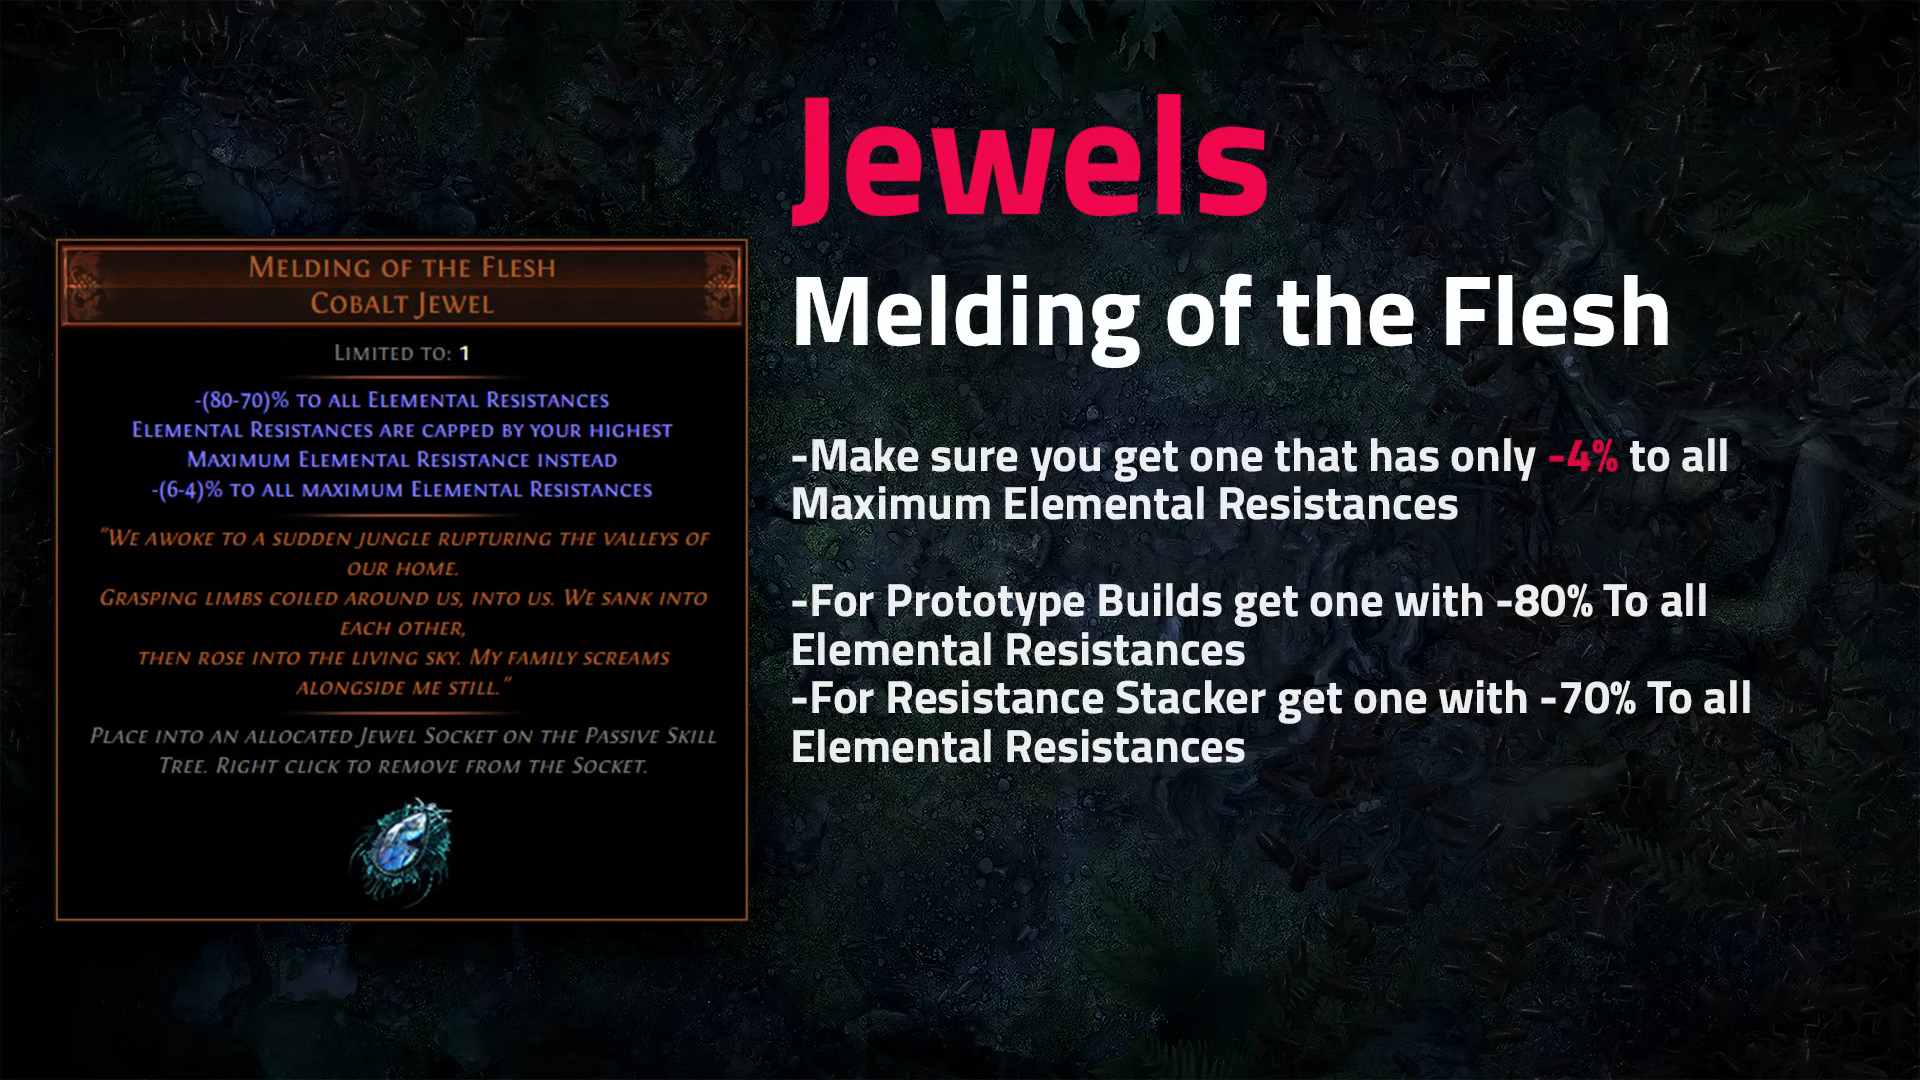 Jewels
Melding of the Flesh
-Make sure you get one that has only -4% to all
Maximum Elemental Resistances
-For Prototype Builds get one with -80% To all
Elemental Resistances
-For Resistance Stacker get one with -70% To all
Elemental Resistances
Melding of the Flesh
Cobalt Jewel
Limited to: 1
-(80-70)% to all Elemental Resistances
Elemental Resistances are capped by your highest
Maximum Elemental Resistance instead
-(6-4)% to all maximum Elemental Resistances
"We awoke to a sudden jungle rupturing the valleys of
our home.
Grasping limbs coiled around us, into us. We sank into
each other,
then rose into the living sky. My family screams
alongside me still."
Place into an allocated Jewel Socket on the Passive Skill
Tree. Right click to remove from the Socket.